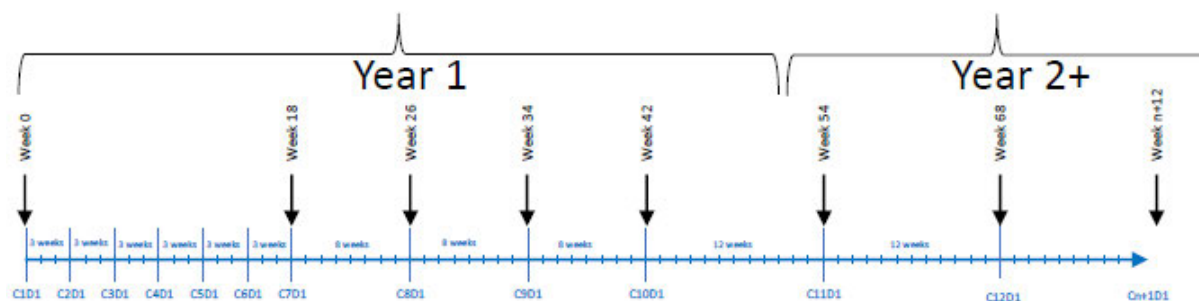 Year 1
Year 2+
Week 0
Week 18
Week 26
Week 34
Week 42
Week 54
Week 68
Week n+12
3 weeks 3 weeks 3 weeks 3 weeks 3 weeks 3 weeks 8 weeks 8 weeks 8 weeks 12 weeks 12 weeks
C1D1 C2D1 C3D1 C4D1 C5D1 C6D1 C7D1 C8D1 C9D1 C10D1 C11D1 C12D1 Cn+1D1